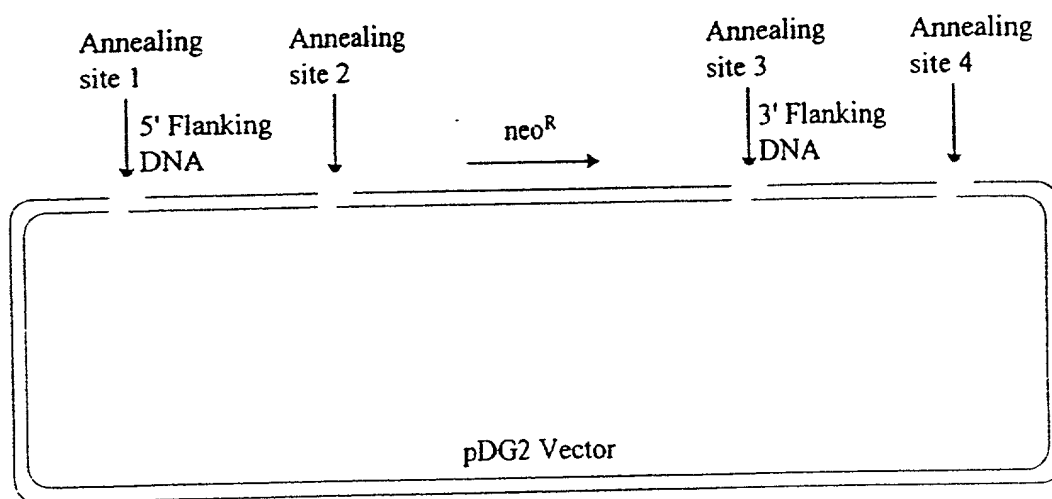 Annealing
site 1
Annealing
site 2
Annealing
site 3
Annealing
site 4
5' Flanking
DNA
neoR
3' Flanking
DNA
pDG2 Vector